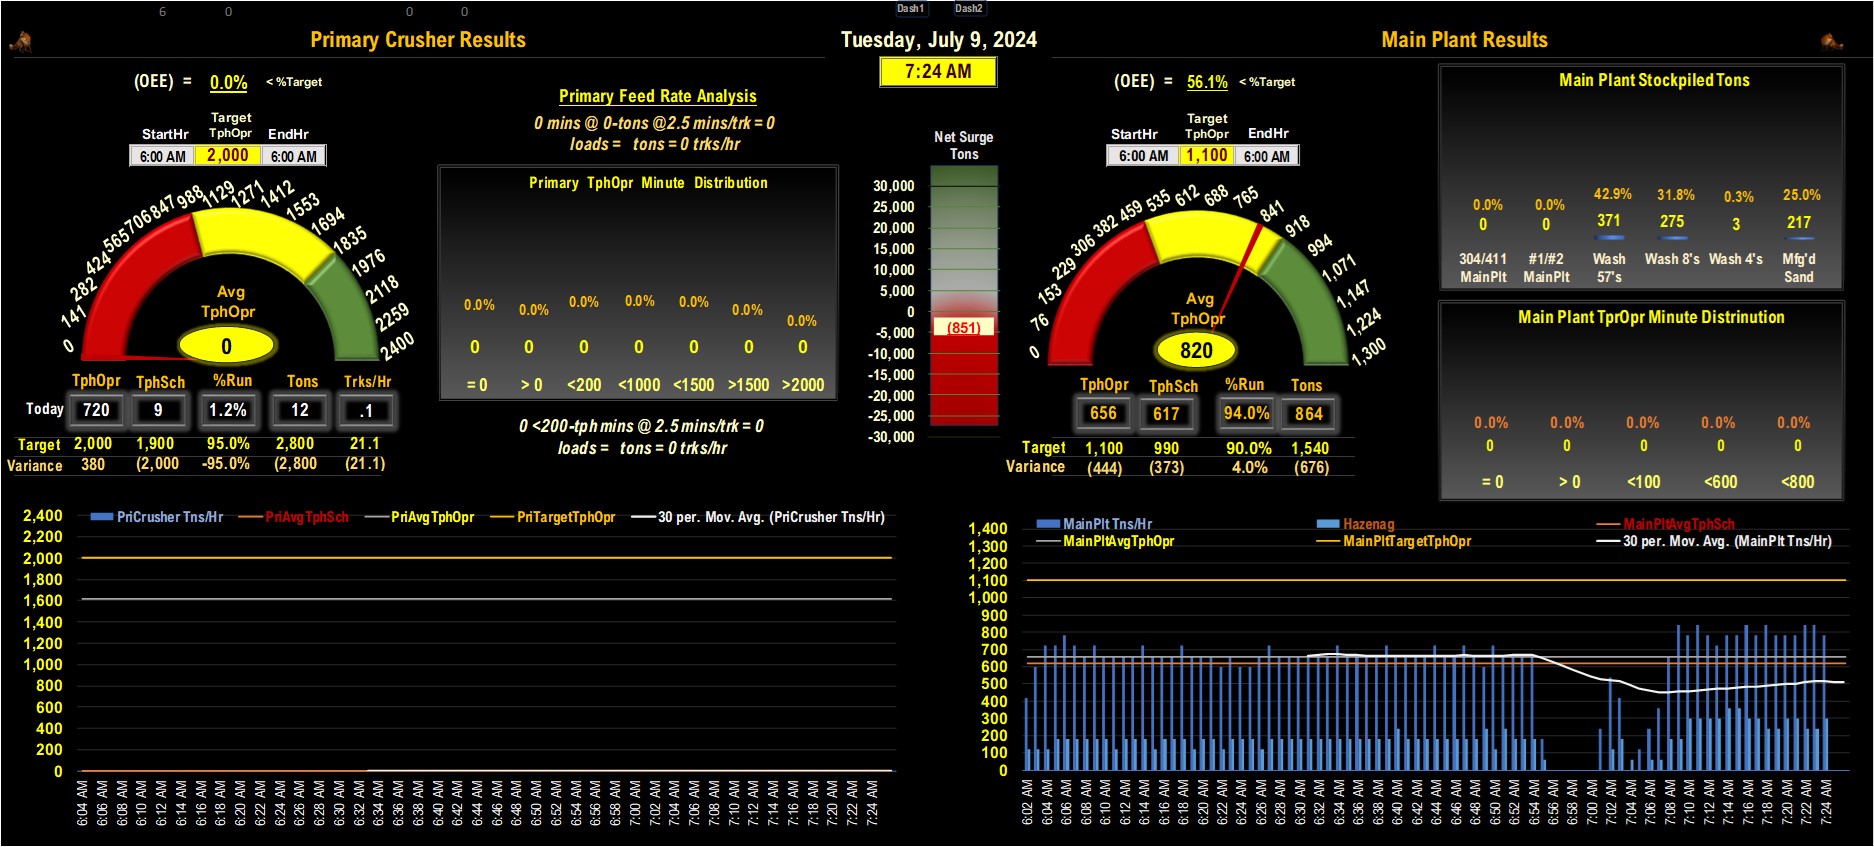 6 0 0 0 Dash1 Dash2
Primary Crusher Results
Tuesday, July 9, 2024
Main Plant Results
7:24 AM
(OEE) = 0.0% < %Target
Target
StartHr TphOpr EndHr
6:00 AM 2,000 6:00 AM
0 141 282 424 565 706 847 988 1129 1271 1412 1553 1694 1835 1976 2118 2259 2400
Avg
TphOpr
0
TphOpr TphSch %Run Tons Trks/Hr
Today 720 9 1.2% 12 .1
Target 2,000 1,900 95.0% 2,800 21.1
Variance 380 (2,000 -95.0% (2,800 (21.1)
Primary Feed Rate Analysis
0 mins @ 0-tons @2.5 mins/trk = 0
loads = tons = 0 trks/hr
Primary TphOpr Minute Distribution
0.0% 0.0% 0.0% 0.0% 0.0% 0.0% 0.0%
0 0 0 0 0 0 0
= 0 > 0 <200 <1000 <1500 >1500 >2000
0 <200-tph mins @ 2.5 mins/trk = 0
loads = tons = 0 trks/hr
Net Surge
Tons
30,000
25,000
20,000
15,000
10,000
5,000
0
-5,000
-10,000
-15,000
-20,000
-25,000
-30,000
(851)
(OEE) = 56.1% < %Target
Target
StartHr TphOpr EndHr
6:00 AM 1,100 6:00 AM
0 76 153 229 306 382 459 535 612 688 765 841 918 994 1,071 1,147 1,224 1,300
Avg
TphOpr
820
TphOpr TphSch %Run Tons
656 617 94.0% 864
Target 1,100 990 90.0% 1,540
Variance (444) (373) 4.0% (676)
Main Plant Stockpiled Tons
0.0% 0.0% 42.9% 31.8% 0.3% 25.0%
0 0 371 275 3 217
304/411 #1/#2 Wash Wash 8's Wash 4's Mfg'd
MainPlt MainPlt 57's Sand
Main Plant TprOpr Minute Distrinution
0.0% 0.0% 0.0% 0.0% 0.0%
0 0 0 0 0
= 0 > 0 <100 <600 <800
PriCrusher Tns/Hr PriAvgTphSch PriAvgTphOpr PriTargetTphOpr 30 per. Mov. Avg. (PriCrusher Tns/Hr)
2,400
2,200
2,000
1,800
1,600
1,400
1,200
1,000
800
600
400
200
0
6:04 AM 6:06 AM 6:08 AM 6:10 AM 6:12 AM 6:14 AM 6:16 AM 6:18 AM 6:20 AM 6:22 AM 6:24 AM 6:26 AM 6:28 AM 6:30 AM 6:32 AM 6:34 AM 6:36 AM 6:38 AM 6:40 AM 6:42 AM 6:44 AM 6:46 AM 6:48 AM 6:50 AM 6:52 AM 6:54 AM 6:56 AM 6:58 AM 7:00 AM 7:02 AM 7:04 AM 7:06 AM 7:08 AM 7:10 AM 7:12 AM 7:14 AM 7:16 AM 7:18 AM 7:20 AM 7:22 AM 7:24 AM
MainPlt Tns/Hr Hazenag MainPltAvgTphSch
MainPltAvgTphOpr MainPltTargetTphOpr 30 per. Mov. Avg. (MainPlt Tns/Hr)
1,400
1,300
1,200
1,100
1,000
900
800
700
600
500
400
300
200
100
0
6:02 AM 6:04 AM 6:06 AM 6:08 AM 6:10 AM 6:12 AM 6:14 AM 6:16 AM 6:18 AM 6:20 AM 6:22 AM 6:24 AM 6:26 AM 6:28 AM 6:30 AM 6:32 AM 6:34 AM 6:36 AM 6:38 AM 6:40 AM 6:42 AM 6:44 AM 6:46 AM 6:48 AM 6:50 AM 6:52 AM 6:54 AM 6:56 AM 6:58 AM 7:00 AM 7:02 AM 7:04 AM 7:06 AM 7:08 AM 7:10 AM 7:12 AM 7:14 AM 7:16 AM 7:18 AM 7:20 AM 7:22 AM 7:24 AM